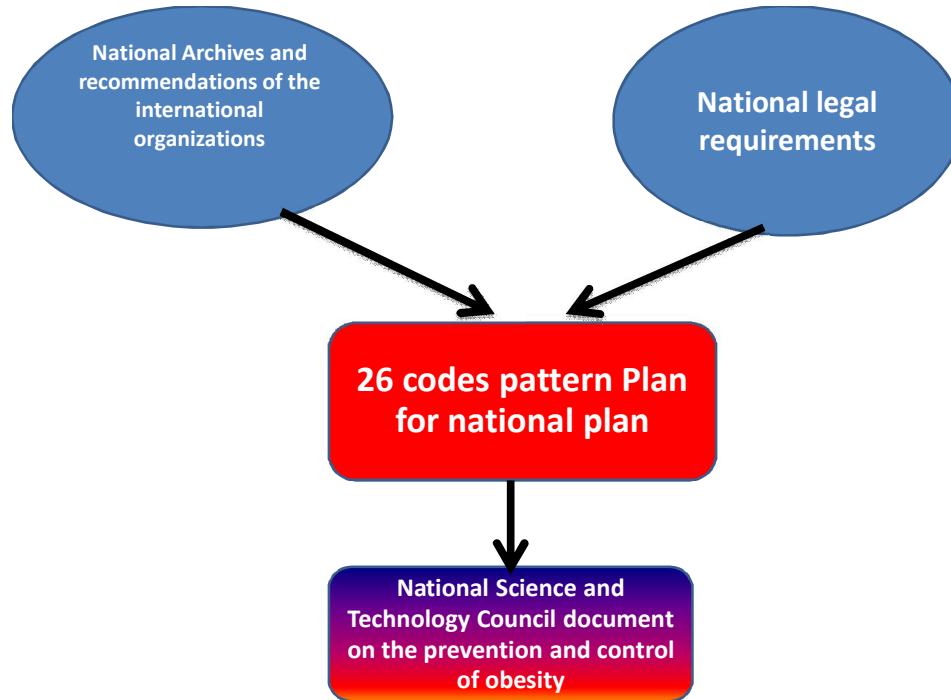 National Archives and
recommendations of the
international
organizations
National legal
requirements
26 codes pattern Plan
for national plan
National Science and
Technology Council document
on the prevention and control
of obesity